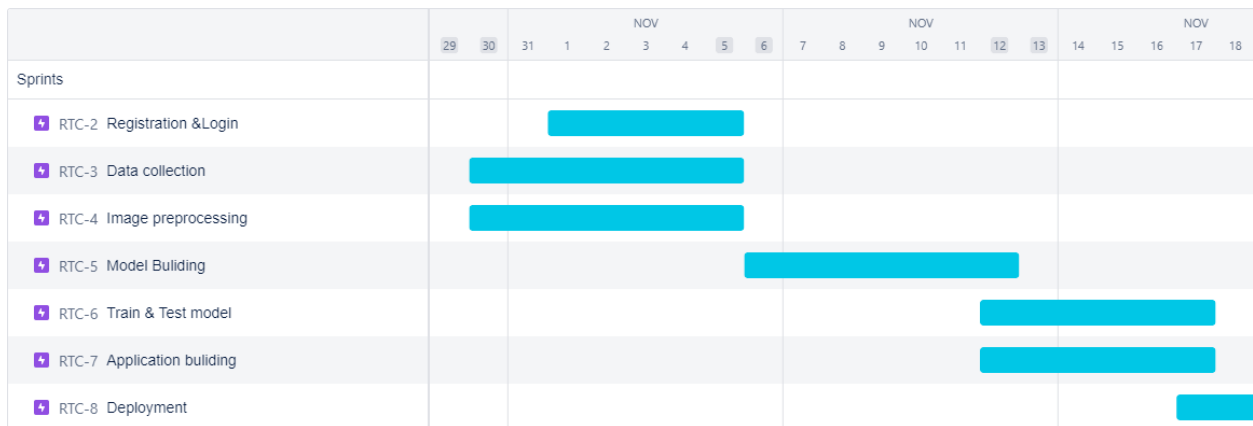 NOV NOV NOV
29 30 31 1 2 3 4 5 6 7 8 9 10 11 12 13 14 15 16 17 18
Sprints
RTC-2 Registration &Login
RTC-3 Data collection
RTC-4 Image preprocessing
RTC-5 Model Buliding
RTC-6 Train & Test model
RTC-7 Application buliding
RTC-8 Deployment